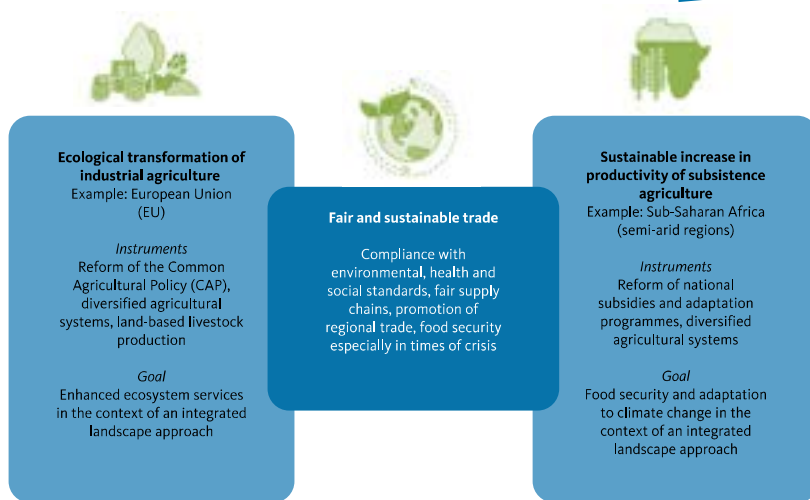 Ecological transformation of
industrial agriculture
Example: European Union
(EU)
Instruments
Reform of the Common
Agricultural Policy (CAP),
diversified agricultural
systems, land-based livestock
production
Goal
Enhanced ecosystem services
in the context of an integrated
landscape approach
Fair and sustainable trade
Compliance with
environmental, health and
social standards, fair supply
chains, promotion of
regional trade, food security
especially in times of crisis
Sustainable increase in
productivity of subsistence
agriculture
Example: Sub-Saharan Africa
(semi-arid regions)
Instruments
Reform of national
subsidies and adaptation
programmes, diversified
agricultural systems
Goal
Food security and adaptation
to climate change in the
context of an integrated
landscape approach